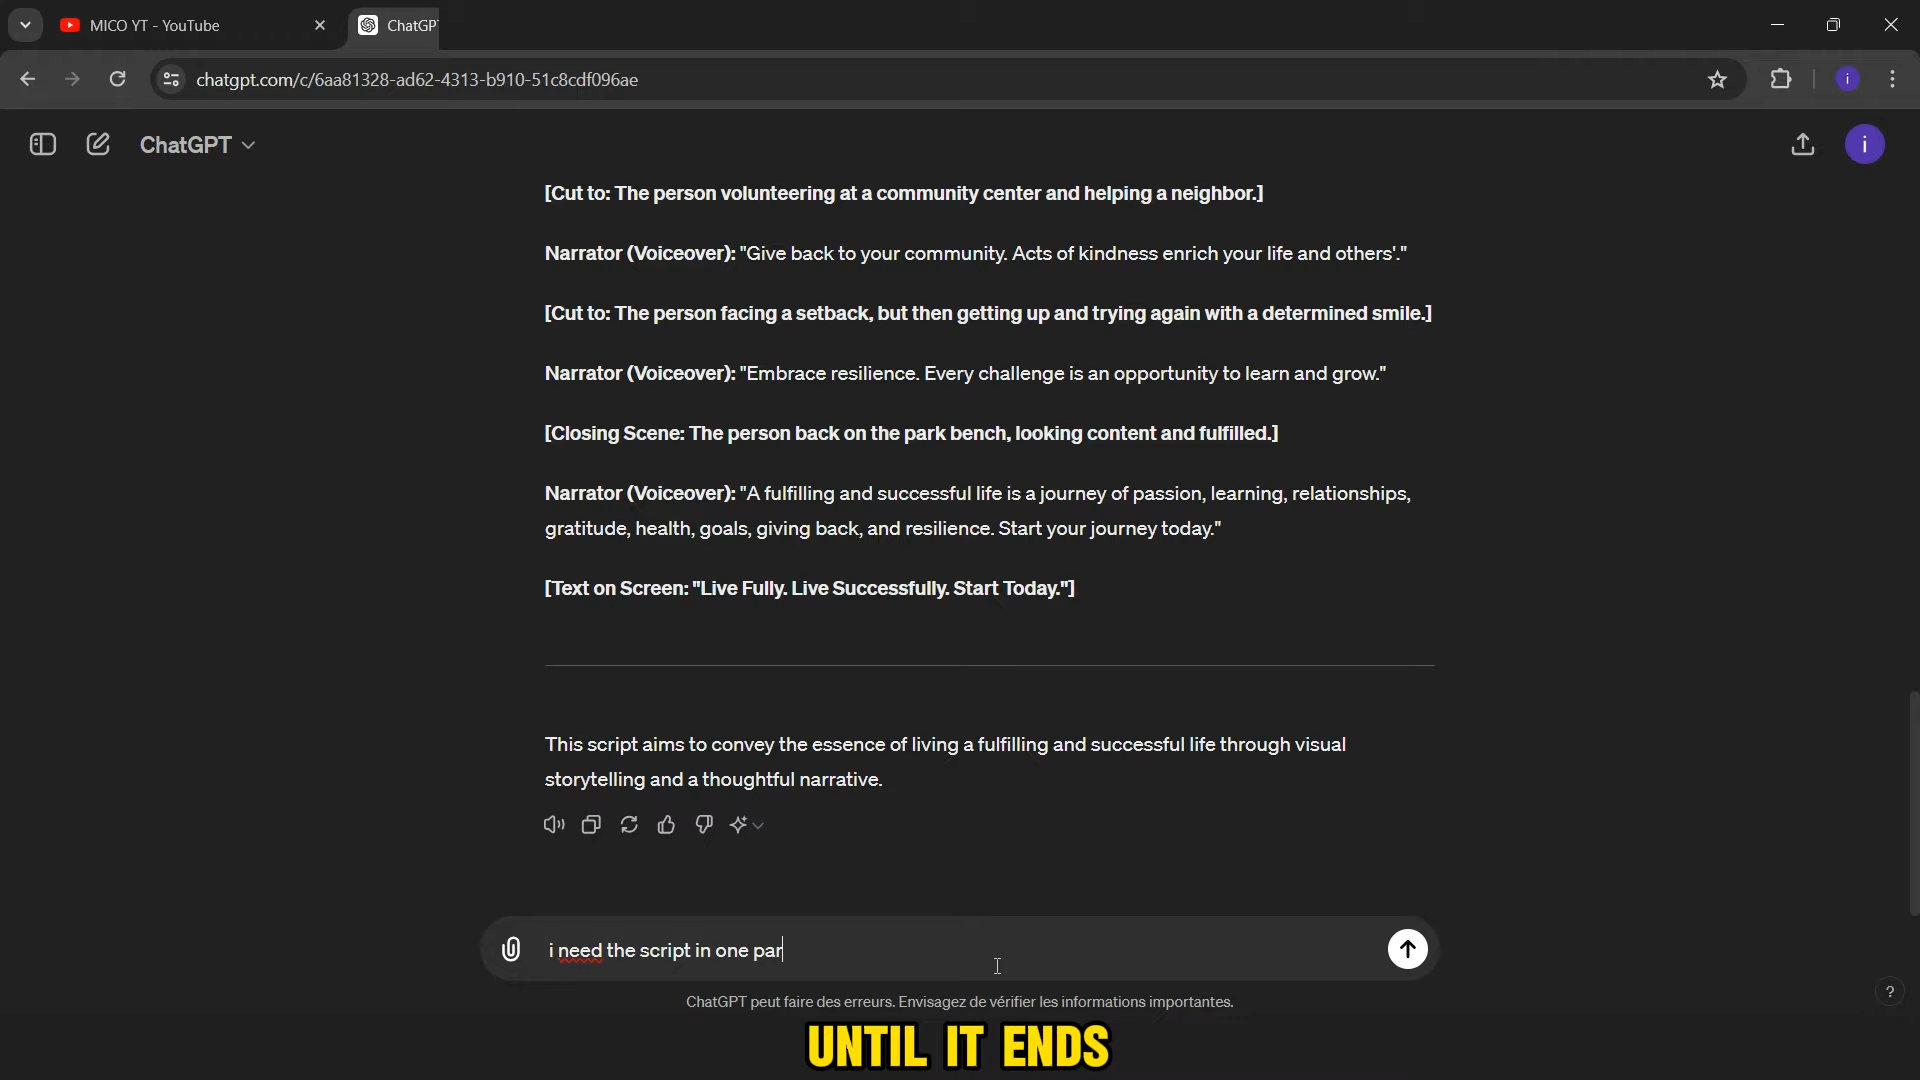 MICO YT - YouTube
ChatGP
chatgpt.com/c/6aa81328-ad62-4313-b910-51c8cdf096ae
i
ChatGPT
i
[Cut to: The person volunteering at a community center and helping a neighbor.]
Narrator (Voiceover): "Give back to your community. Acts of kindness enrich your life and others'."
[Cut to: The person facing a setback, but then getting up and trying again with a determined smile.]
Narrator (Voiceover): "Embrace resilience. Every challenge is an opportunity to learn and grow."
[Closing Scene: The person back on the park bench, looking content and fulfilled.]
Narrator (Voiceover): "A fulfilling and successful life is a journey of passion, learning, relationships,
gratitude, health, goals, giving back, and resilience. Start your journey today."
[Text on Screen: "Live Fully. Live Successfully. Start Today."]
This script aims to convey the essence of living a fulfilling and successful life through visual
storytelling and a thoughtful narrative.
i need the script in one par
ChatGPT peut faire des erreurs. Envisagez de vérifier les informations importantes.
?
UNTIL IT ENDS